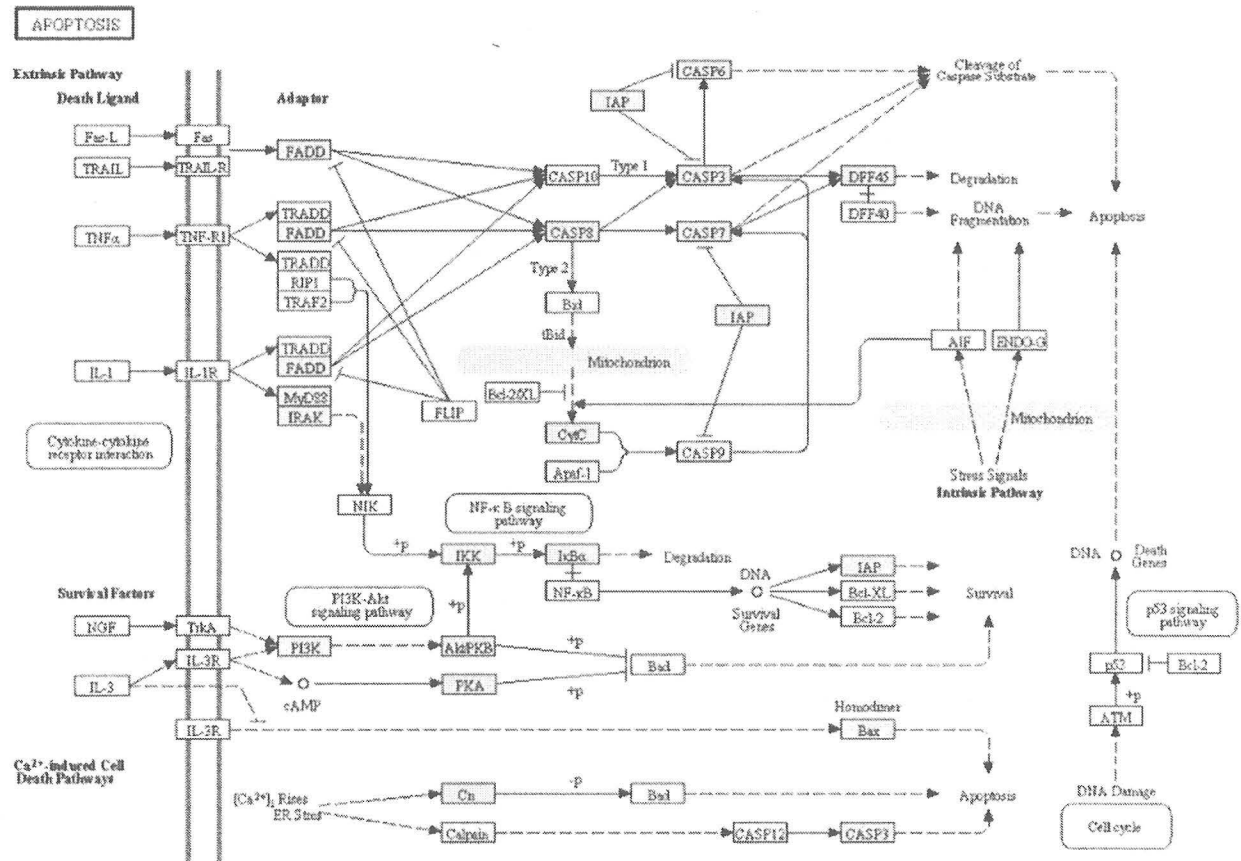 APOPTOSIS
Extrinsic Pathway
Death Ligand
Adaptor
Fas-L
Fas
TRAIL
TRAIL-R
FADD
TNFα
TNF-R1
TRADD
FADD
TRADD
RIP1
TRAF2
IL-1
IL-1R
TRADD
FADD
MyD88
IRAK
FLIP
Cytokine-cytokine
receptor interaction
CASP10
Type 1
CASP3
CASP6
IAP
Cleavage of
Caspase Substrate
CASP8
CASP7
DFF45
Degradation
DFF40
DNA
Fragmentation
Apoptosis
Type 2
Bid
tBid
Mitochondrion
IAP
AIF
ENDO-G
Bcl-2/XL
CytC
Apaf-1
CASP9
Mitochondrion
Stress Signals
Intrinsic Pathway
NIK
NF-κB signaling
pathway
+p
IKK
+p
IκBα
Degradation
NF-κB
DNA
Survival
Genes
IAP
Bcl-XL
Bcl-2
Survival
DNA
Death
Genes
Survival Factors
PI3K-Akt
signaling pathway
+p
NGF
TrkA
PI3K
Akt/PKB
+p
Bad
IL-3R
IL-3
cAMP
PKA
+p
p53 signaling
pathway
p53
Bcl-2
+p
ATM
IL-3R
Homodimer
Bax
Ca²⁺-induced Cell
Death Pathways
[Ca²⁺]i Rises
ER Stres
Cn
-p
Bad
Apoptosis
Calpain
CASP12
CASP3
DNA Damage
Cell cycle